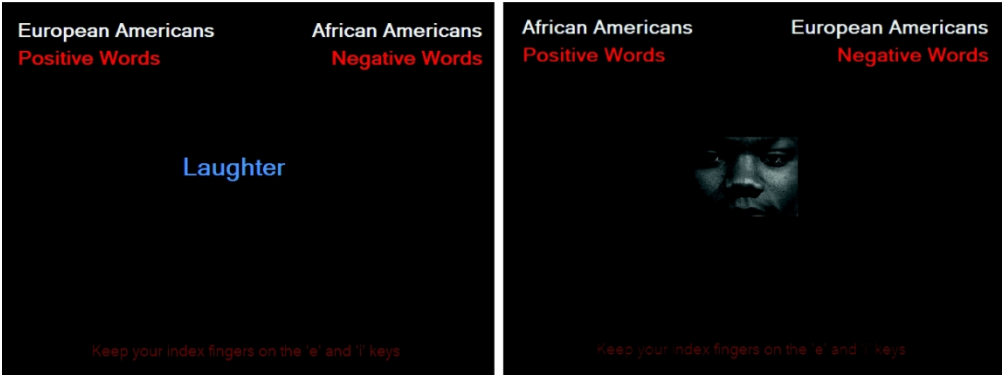 European Americans African Americans
Positive Words Negative Words
Laughter
Keep your index fingers on the 'e' and 'i' keys
African Americans European Americans
Positive Words Negative Words
Keep your index fingers on the 'e' and 'i' keys